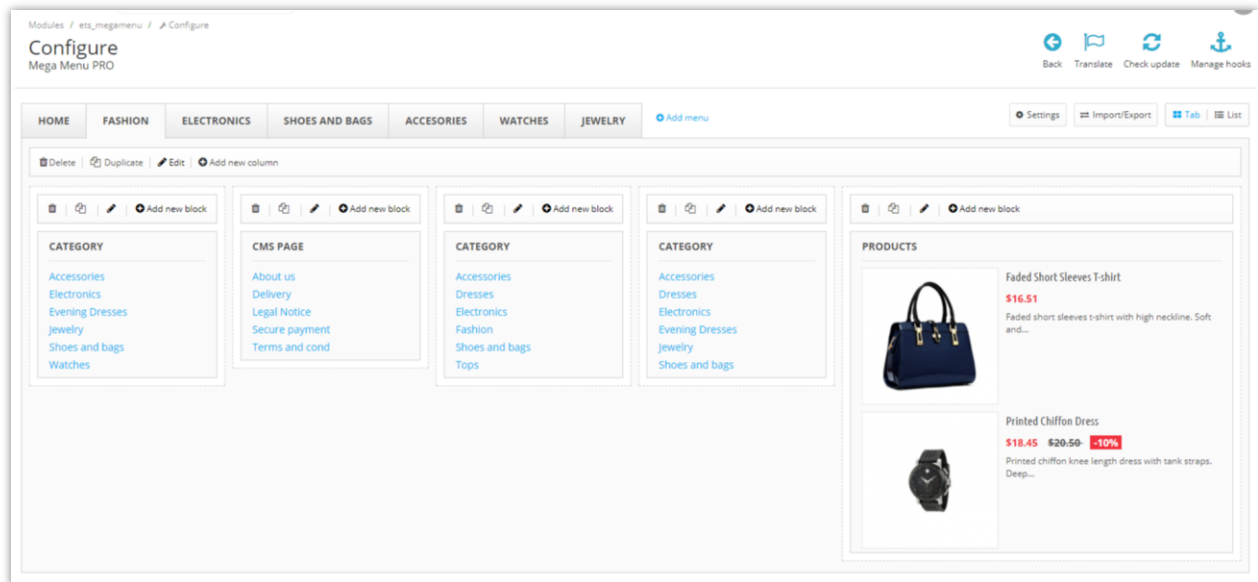 Modules / ets_megamenu / Configure
Configure
Mega Menu PRO
Back Translate Check update Manage hooks
HOME FASHION ELECTRONICS SHOES AND BAGS ACCESORIES WATCHES JEWELRY Add menu
Settings Import/Export Tab List
Delete Duplicate Edit Add new column
Add new block
CATEGORY
Accessories
Electronics
Evening Dresses
Jewelry
Shoes and bags
Watches
Add new block
CMS PAGE
About us
Delivery
Legal Notice
Secure payment
Terms and cond
Add new block
CATEGORY
Accessories
Dresses
Electronics
Fashion
Shoes and bags
Tops
Add new block
CATEGORY
Accessories
Dresses
Electronics
Evening Dresses
Jewelry
Shoes and bags
Add new block
PRODUCTS
Faded Short Sleeves T-shirt
$16.51
Faded short sleeves t-shirt with high neckline. Soft
and...
Printed Chiffon Dress
$18.45 $20.50 -10%
Printed chiffon knee length dress with tank straps.
Deep...